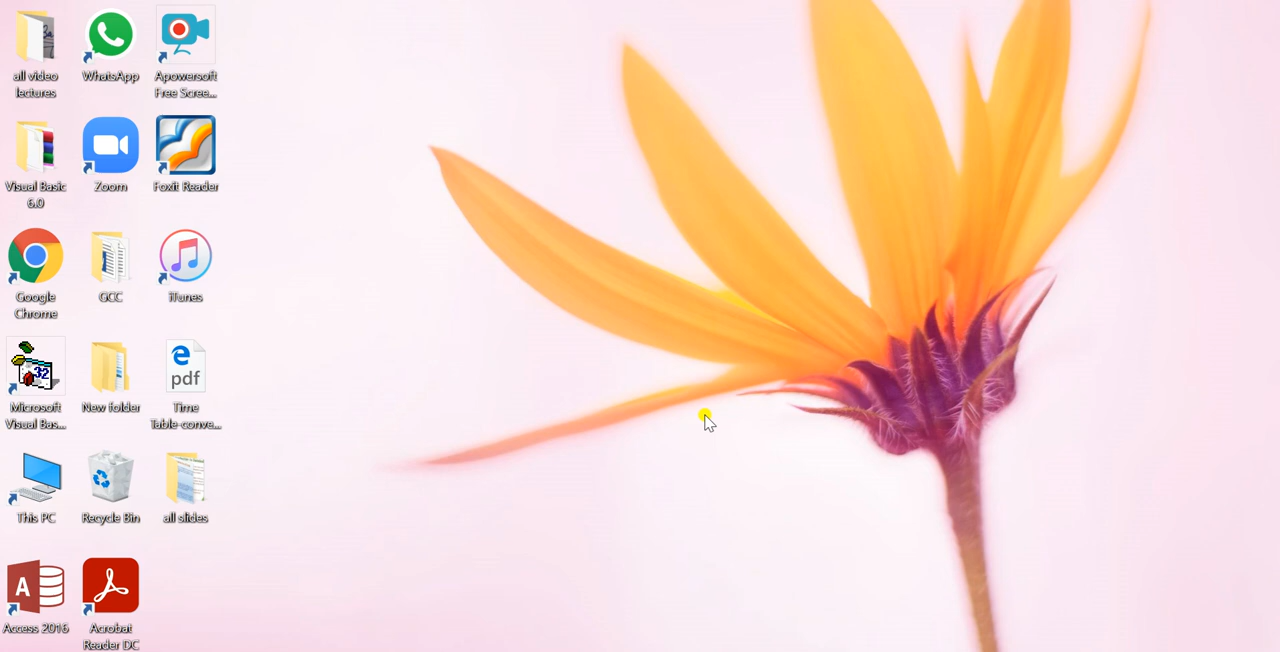 all video
lectures
WhatsApp
Apowersoft
Free Scree...
Visual Basic
6.0
Zoom
Foxit Reader
Google
Chrome
GCC
iTunes
32
Microsoft
Visual Bas...
New folder
pdf
Time
Table-conve...
This PC
Recycle Bin
all slides
A
Access 2016
Acrobat
Reader DC